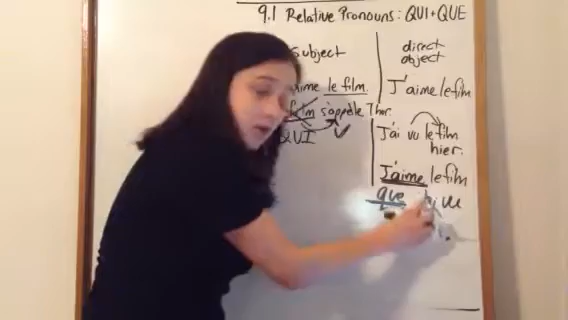 9.1 Relative Pronouns: QUI + QUE
subject
aime le film.
film s'appelle Thor.
QUI ✓
direct
object
J'aime le film
J'ai vu le film
hier.
J'aime le film
que vu